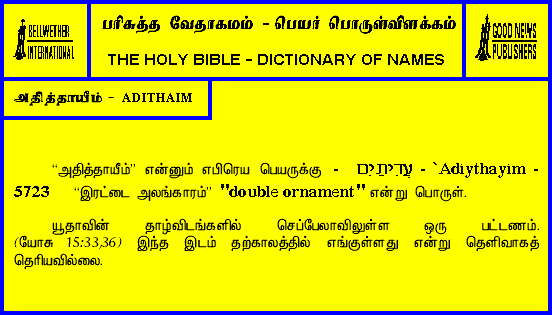 BELLWETHER
INTERNATIONAL
பரிசுத்த வேதாகமம் - பெயர் பொருள்விளக்கம்
THE HOLY BIBLE - DICTIONARY OF NAMES
GOOD NEWS
PUBLISHERS
அதித்தாயீம் - ADITHAIM
“அதித்தாயீம்” என்னும் எபிரெய பெயருக்கு - עֲדִיתַיִם - `Adiythayim -
5723 “இரட்டை அலங்காரம்” "double ornament" என்று பொருள்.
யூதாவின் தாழ்விடங்களில் செப்பேலாவிலுள்ள ஒரு பட்டணம்.
(யோசு 15:33,36) இந்த இடம் தற்காலத்தில் எங்குள்ளது என்று தெளிவாகத்
தெரியவில்லை.